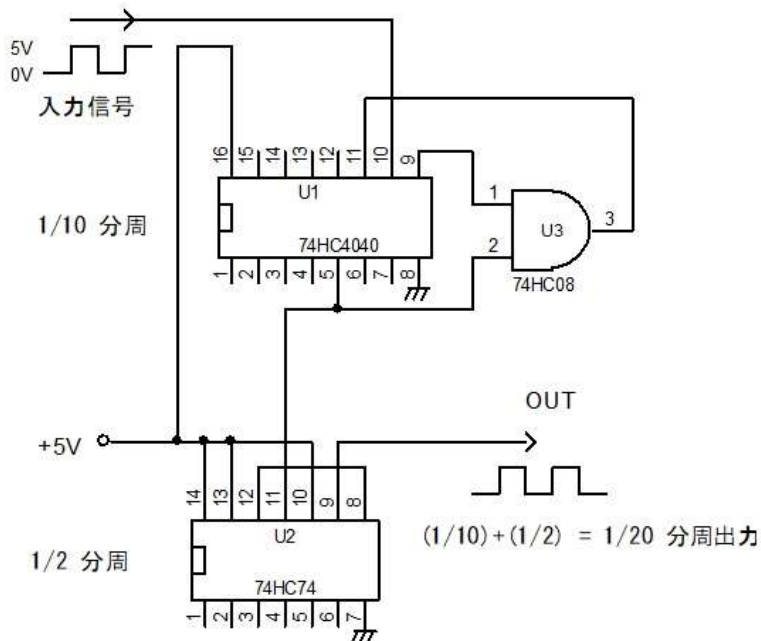 5V
0V
入力信号
16 15 14 13 12 11 10 9
U1
1/10 分周
74HC4040
1 2 3 4 5 6 7 8
1
2
3
U3
74HC08
OUT
+5V
14 13 12 11 10 9 8
U2
1/2 分周
74HC74
1 2 3 4 5 6 7
(1/10)+(1/2) = 1/20 分周出力